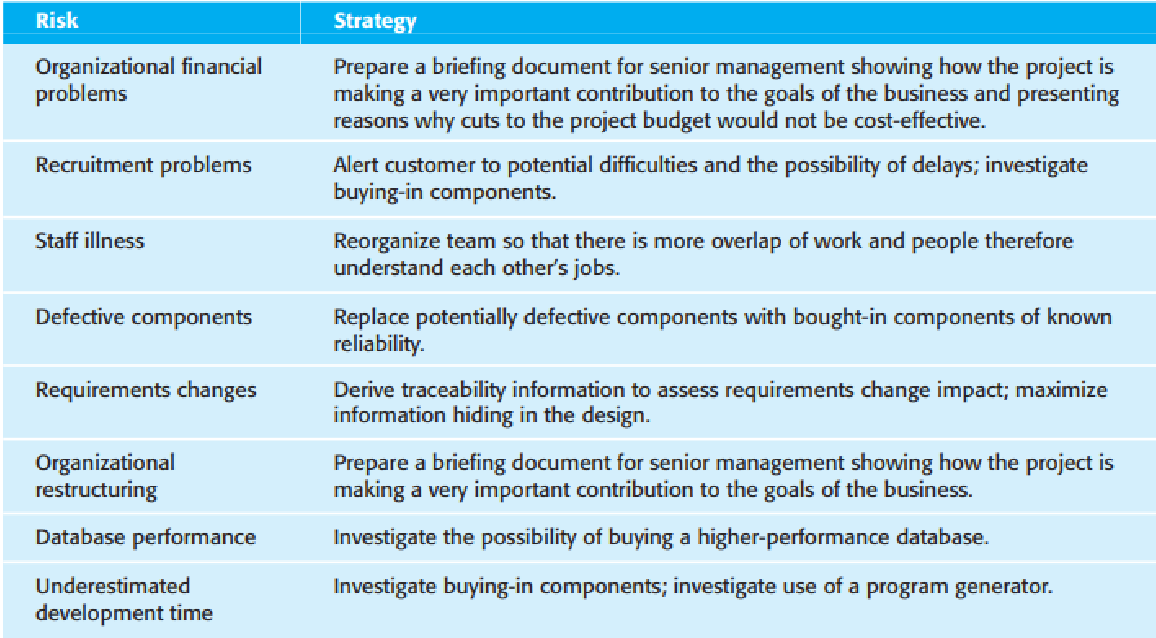 Risk Strategy
Organizational financial Prepare a briefing document for senior management showing how the project is
problems making a very important contribution to the goals of the business and presenting
reasons why cuts to the project budget would not be cost-effective.
Recruitment problems Alert customer to potential difficulties and the possibility of delays; investigate
buying-in components.
Staff illness Reorganize team so that there is more overlap of work and people therefore
understand each other's jobs.
Defective components Replace potentially defective components with bought-in components of known
reliability.
Requirements changes Derive traceability information to assess requirements change impact; maximize
information hiding in the design.
Organizational Prepare a briefing document for senior management showing how the project is
restructuring making a very important contribution to the goals of the business.
Database performance Investigate the possibility of buying a higher-performance database.
Underestimated Investigate buying-in components; investigate use of a program generator.
development time